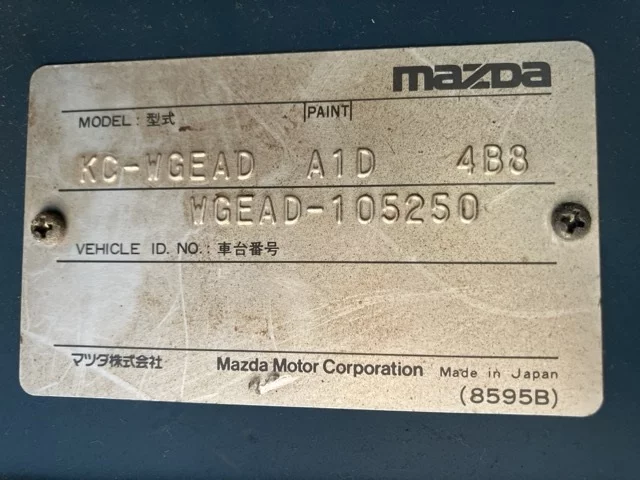 mazda
MODEL : 型式 |PAINT|
KC-WGEAD A1D 4B8
WGEAD-105250
VEHICLE ID. NO. : 車台番号
マツダ株式会社 Mazda Motor Corporation Made in Japan
(8595B)